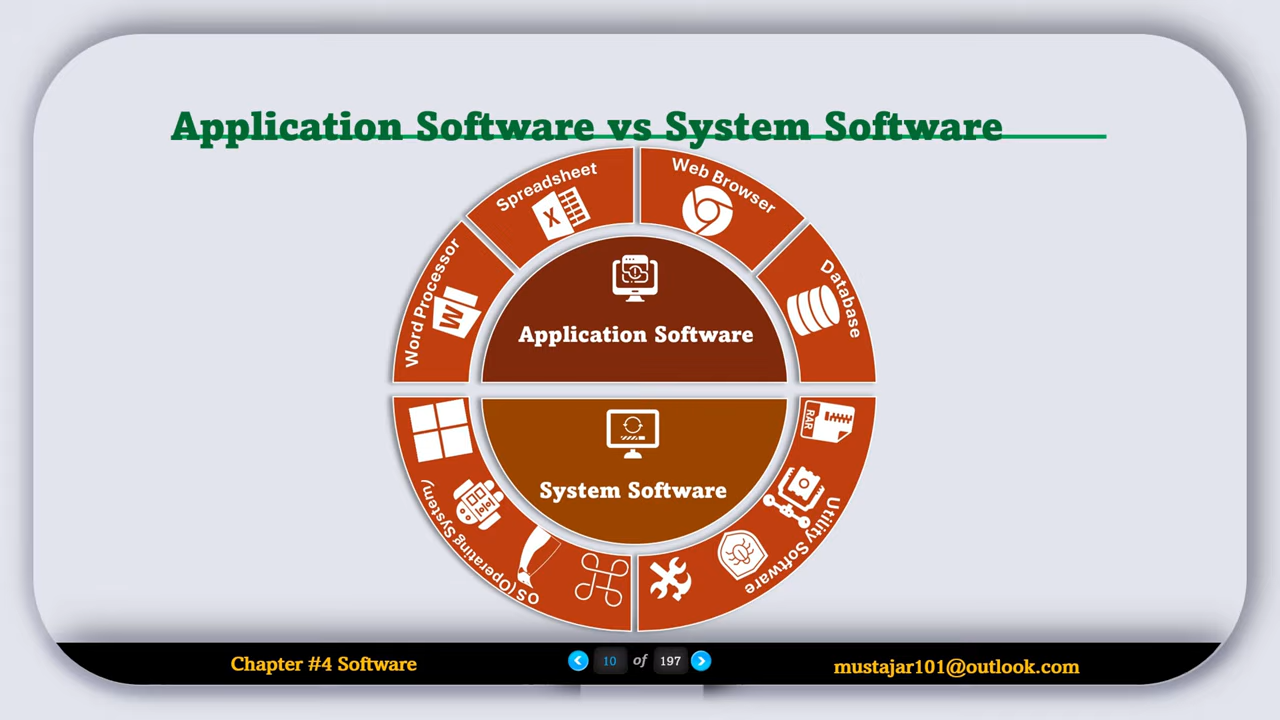 Application Software vs System Software
Spreadsheet
Web Browser
Word Processor
Database
X
W
Application Software
System Software
RAR
OS (Operating System)
Utility Software
Chapter #4 Software
10 of 197
mustajar101@outlook.com